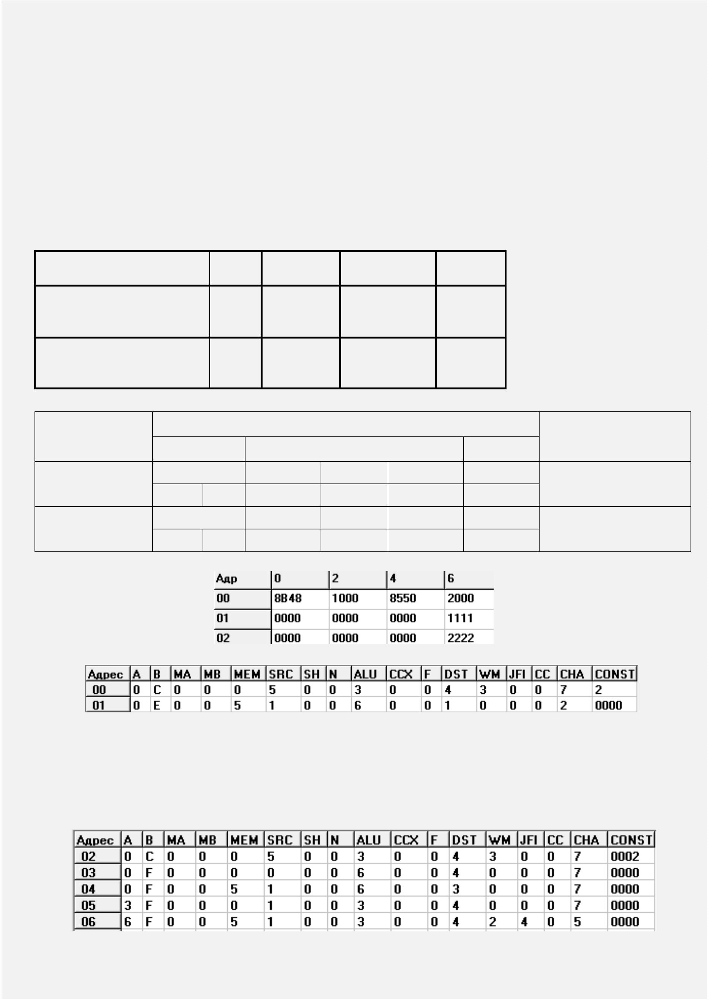 Адр 0 2 4 6
00 8B48 1000 8550 2000
01 0000 0000 0000 1111
02 0000 0000 0000 2222
Адрес A B MA MB MEM SRC SH N ALU CCX F DST WM JFI CC CHA CONST
00 0 C 0 0 0 5 0 0 3 0 0 4 3 0 0 7 2
01 0 E 0 0 5 1 0 0 6 0 0 1 0 0 0 2 0000
Адрес A B MA MB MEM SRC SH N ALU CCX F DST WM JFI CC CHA CONST
02 0 C 0 0 0 5 0 0 3 0 0 4 3 0 0 7 0002
03 0 F 0 0 0 0 0 0 6 0 0 4 0 0 0 7 0000
04 0 F 0 0 5 1 0 0 6 0 0 3 0 0 0 7 0000
05 3 F 0 0 0 1 0 0 3 0 0 4 0 0 0 7 0000
06 6 F 0 0 5 1 0 0 3 0 0 4 2 4 0 5 0000